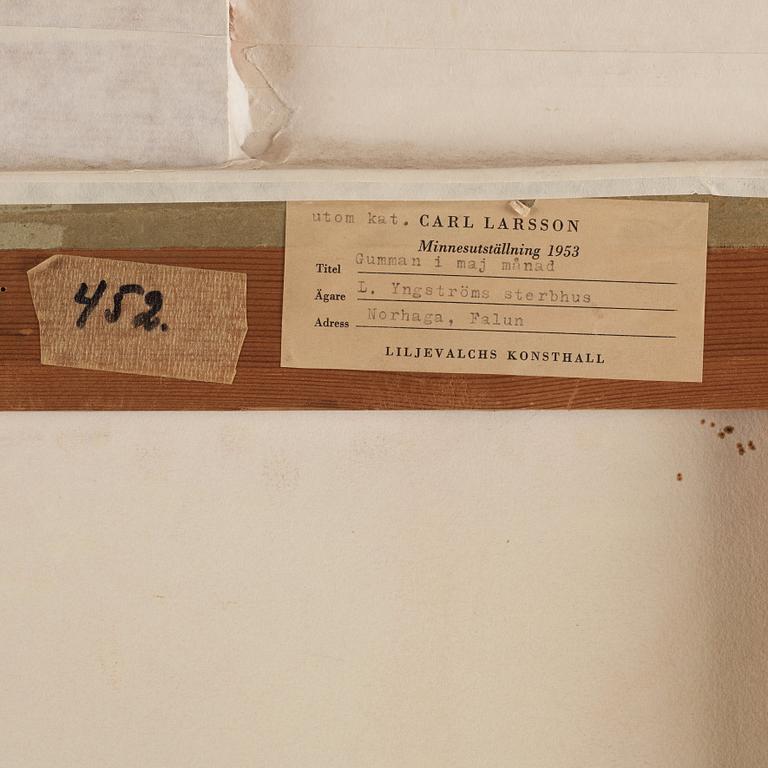 utom kat. CARL LARSSON
Minnesutställning 1953
Titel Gumman i maj månad
Ägare L. Yngströms sterbhus
Adress Norhaga, Falun
LILJEVALCHS KONSTHALL
452.